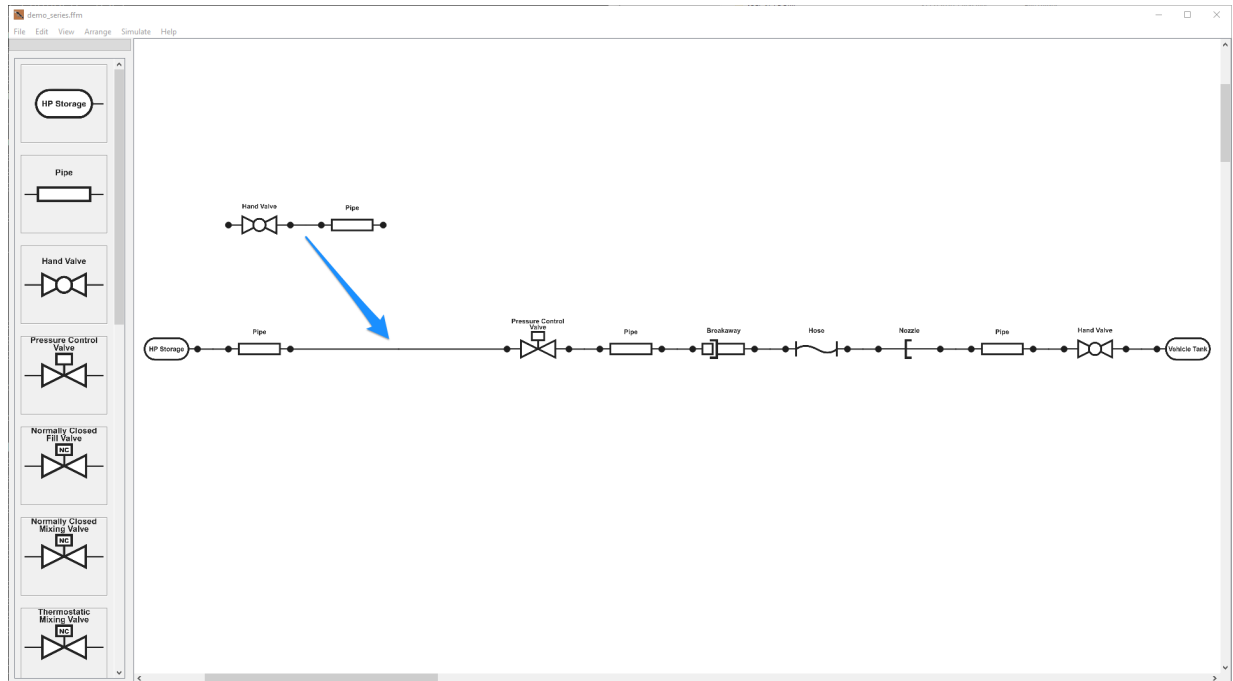 demo_series.ffm
File Edit View Arrange Simulate Help
HP Storage
Pipe
Hand Valve
Pressure Control
Valve
Normally Closed
Fill Valve
NC
Normally Closed
Mixing Valve
NC
Thermostatic
Mixing Valve
NC
Hand Valve
Pipe
HP Storage
Pipe
Pressure Control
Valve
Pipe
Breakaway
Hose
Nozzle
Pipe
Hand Valve
Vehicle Tank